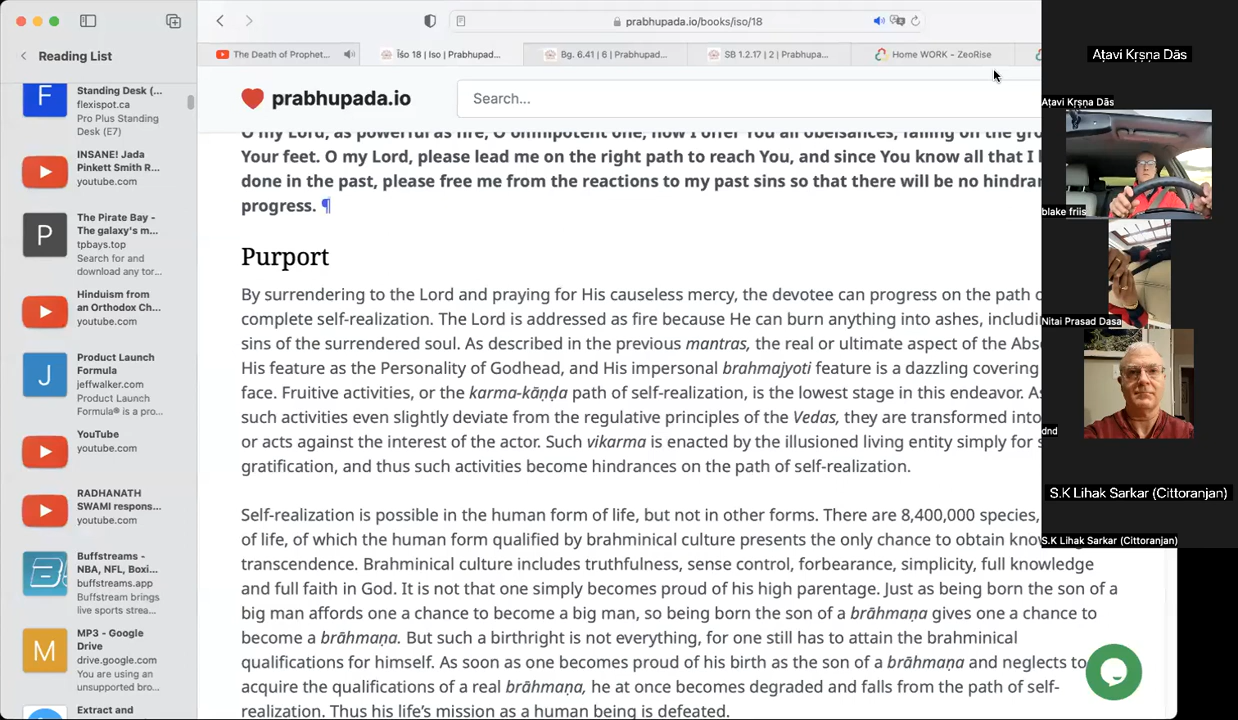 prabhupada.io/books/iso/18
Reading List
The Death of Prophet...
Īśo 18 | Iso | Prabhupad...
Bg. 6.41 | 6 | Prabhupad...
SB 1.2.17 | 2 | Prabhupa...
Home WORK – ZeoRise
prabhupada.io
Search...
Standing Desk (...
flexispot.ca
Pro Plus Standing
Desk (E7)
INSANE! Jada
Pinkett Smith R...
youtube.com
The Pirate Bay -
The galaxy's m...
tpbays.top
Search for and
download any tor...
Hinduism from
an Orthodox Ch...
youtube.com
Product Launch
Formula
jeffwalker.com
Product Launch
Formula® is a pro...
YouTube
youtube.com
RADHANATH
SWAMI respons...
youtube.com
Buffstreams -
NBA, NFL, Boxi...
buffstreams.app
Buffstream brings
live sports strea...
MP3 - Google
Drive
drive.google.com
You are using an
unsupported bro...
Extract and
O my Lord, as powerful as fire, O omnipotent one, now I offer You all obeisances, falling on the gro
Your feet. O my Lord, please lead me on the right path to reach You, and since You know all that I
done in the past, please free me from the reactions to my past sins so that there will be no hindran
progress. ¶
Purport
By surrendering to the Lord and praying for His causeless mercy, the devotee can progress on the path
complete self-realization. The Lord is addressed as fire because He can burn anything into ashes, includi
sins of the surrendered soul. As described in the previous mantras, the real or ultimate aspect of the Abs
His feature as the Personality of Godhead, and His impersonal brahmajyoti feature is a dazzling covering
face. Fruitive activities, or the karma-kāṇḍa path of self-realization, is the lowest stage in this endeavor. As
such activities even slightly deviate from the regulative principles of the Vedas, they are transformed into
or acts against the interest of the actor. Such vikarma is enacted by the illusioned living entity simply for s
gratification, and thus such activities become hindrances on the path of self-realization.
Self-realization is possible in the human form of life, but not in other forms. There are 8,400,000 species,
of life, of which the human form qualified by brahminical culture presents the only chance to obtain know
transcendence. Brahminical culture includes truthfulness, sense control, forbearance, simplicity, full knowledge
and full faith in God. It is not that one simply becomes proud of his high parentage. Just as being born the son of a
big man affords one a chance to become a big man, so being born the son of a brāhmaṇa gives one a chance to
become a brāhmaṇa. But such a birthright is not everything, for one still has to attain the brahminical
qualifications for himself. As soon as one becomes proud of his birth as the son of a brāhmaṇa and neglects to
acquire the qualifications of a real brāhmaṇa, he at once becomes degraded and falls from the path of self-
realization. Thus his life's mission as a human being is defeated.
Aṭavi Kṛṣṇa Dās
Aṭavi Kṛṣṇa Dās
blake friis
Nitai Prasad Dasa
dnd
S.K Lihak Sarkar (Cittoranjan)
S.K Lihak Sarkar (Cittoranjan)